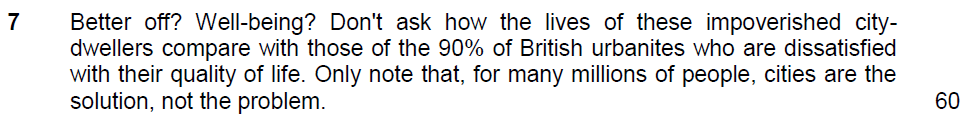 7 Better off? Well-being? Don't ask how the lives of these impoverished city-
dwellers compare with those of the 90% of British urbanites who are dissatisfied
with their quality of life. Only note that, for many millions of people, cities are the
solution, not the problem. 60